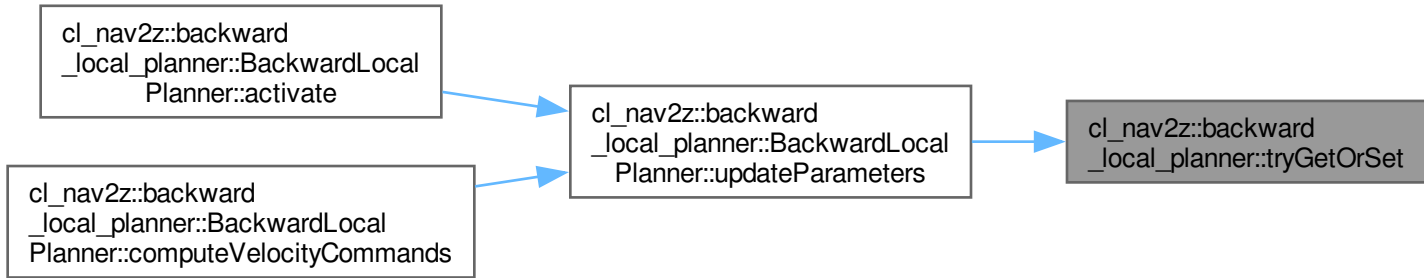 cl_nav2z::backward
_local_planner::BackwardLocal
Planner::activate
cl_nav2z::backward
_local_planner::BackwardLocal
Planner::computeVelocityCommands
cl_nav2z::backward
_local_planner::BackwardLocal
Planner::updateParameters
cl_nav2z::backward
_local_planner::tryGetOrSet